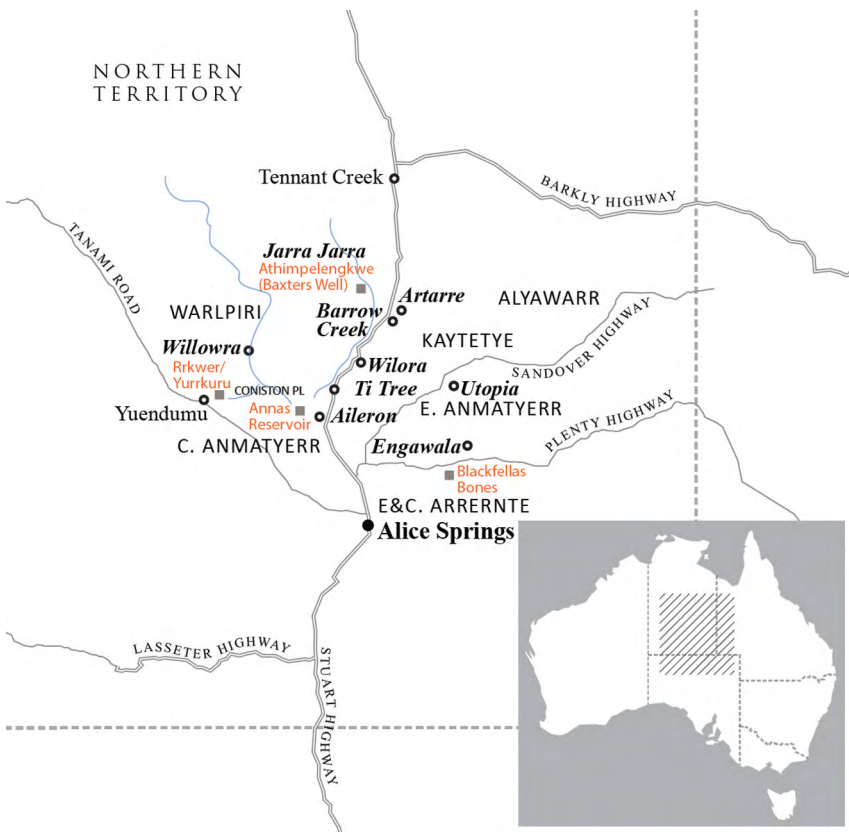 NORTHERN
TERRITORY
Tennant Creek
BARKLY HIGHWAY
TANAMI ROAD
Jarra Jarra
Athimpelengkwe
(Baxters Well)
Artarre
ALYAWARR
WARLPIRI
Barrow
Creek
KAYTETYE
SANDOVER HIGHWAY
Willowra
Wilora
Rrkwer/
Yurrkuru
CONISTON PL
Ti Tree
Utopia
Yuendumu
Annas
Reservoir
Aileron
E. ANMATYERR
PLENTY HIGHWAY
C. ANMATYERR
Engawala
Blackfellas
Bones
E&C. ARRERNTE
Alice Springs
LASSETER HIGHWAY
STUART HIGHWAY